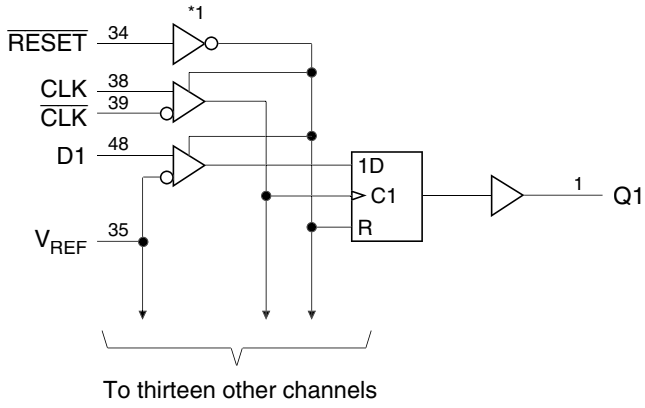 *1
RESET 34
CLK 38
CLK 39
D1 48
1D
C1
R
1 Q1
VREF 35
To thirteen other channels